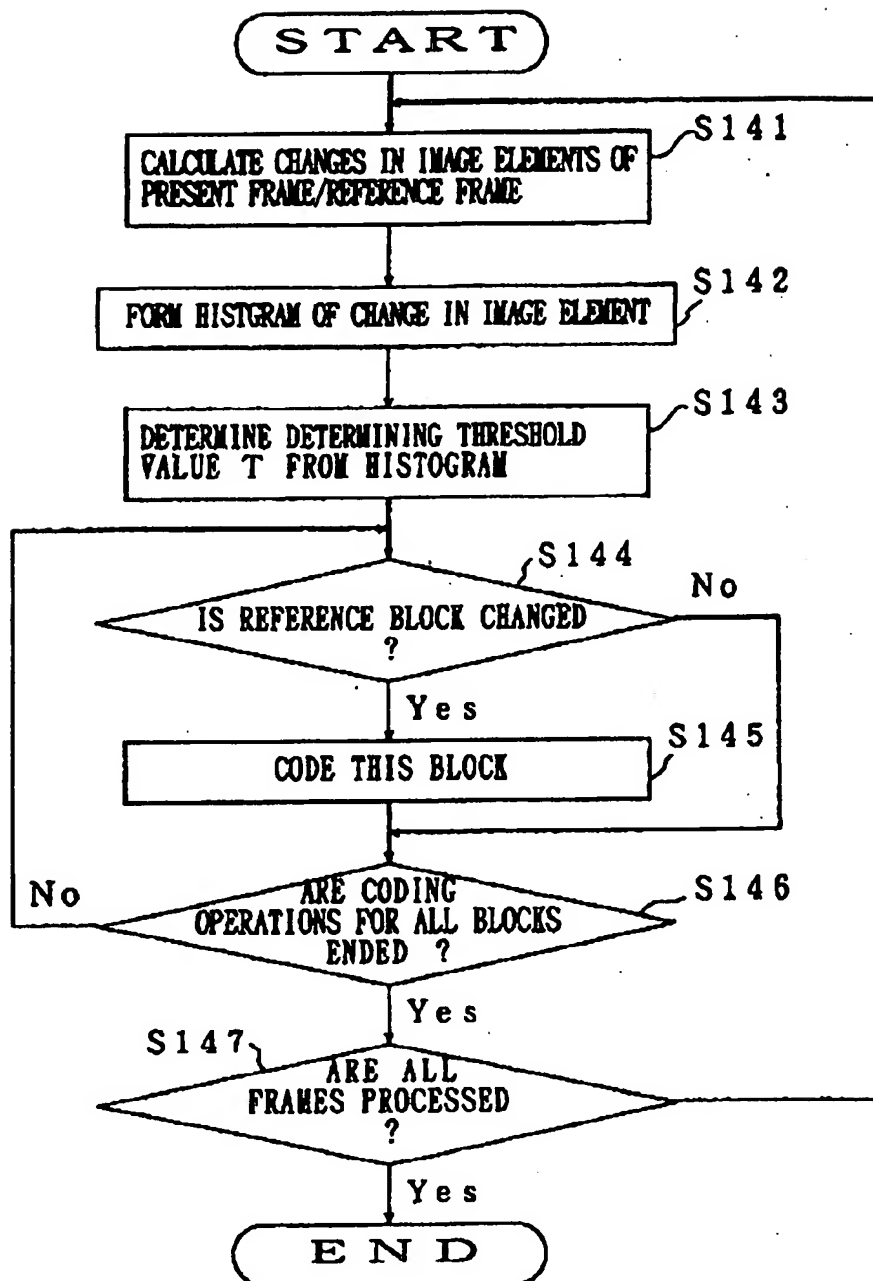 START
S141
CALCULATE CHANGES IN IMAGE ELEMENTS OF
PRESENT FRAME/REFERENCE FRAME
S142
FORM HISTGRAM OF CHANGE IN IMAGE ELEMENT
S143
DETERMINE DETERMINING THRESHOLD
VALUE T FROM HISTOGRAM
S144
No
IS REFERENCE BLOCK CHANGED
?
Yes
S145
CODE THIS BLOCK
No
S146
ARE CODING
OPERATIONS FOR ALL BLOCKS
ENDED ?
Yes
S147
ARE ALL
FRAMES PROCESSED
?
Yes
END